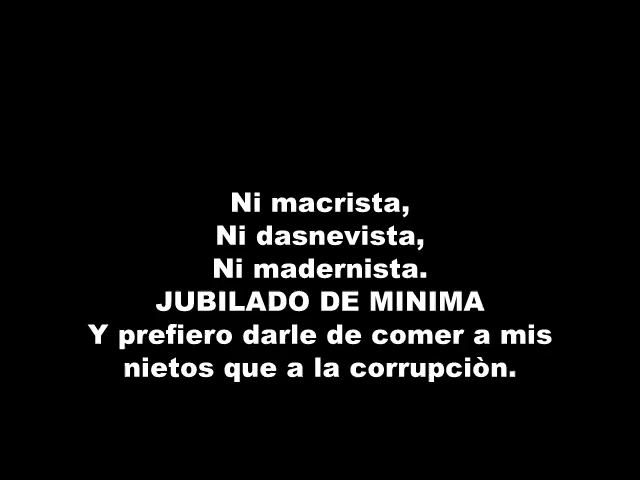 Ni macrista,
Ni dasnevista,
Ni madernista.
JUBILADO DE MINIMA
Y prefiero darle de comer a mis
nietos que a la corrupciòn.